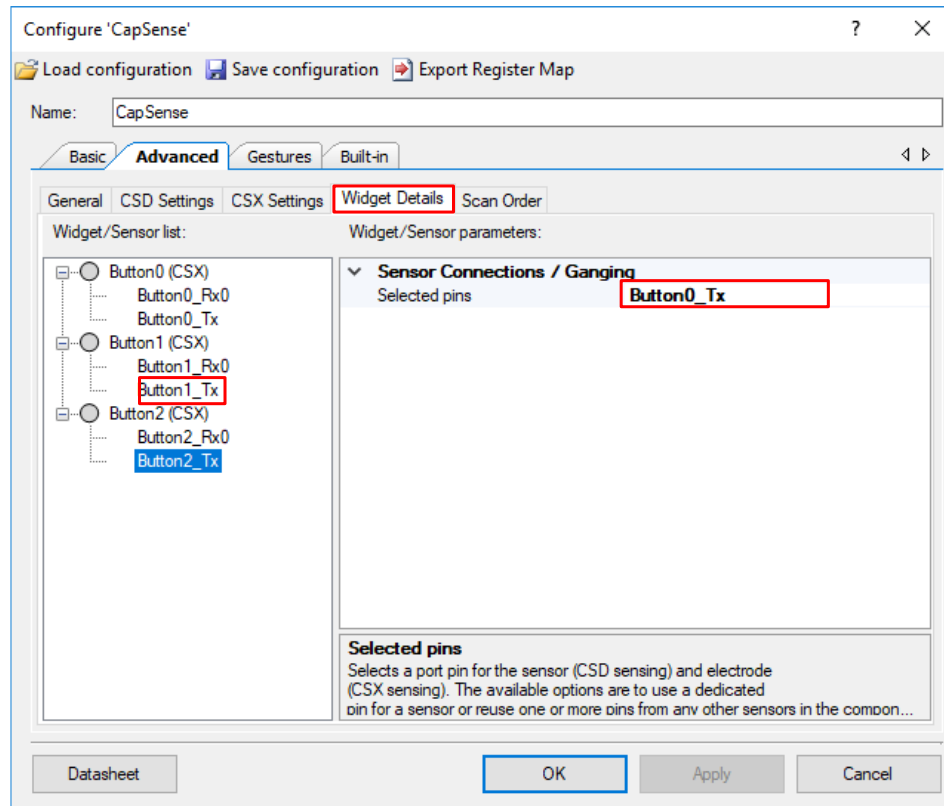 Configure 'CapSense'
?
Load configuration Save configuration Export Register Map
Name: CapSense
Basic Advanced Gestures Built-in
General CSD Settings CSX Settings Widget Details Scan Order
Widget/Sensor list: Widget/Sensor parameters:
Button0 (CSX)
Button0_Rx0
Button0_Tx
Button1 (CSX)
Button1_Rx0
Button1_Tx
Button2 (CSX)
Button2_Rx0
Button2_Tx
Sensor Connections / Ganging
Selected pins Button0_Tx
Selected pins
Selects a port pin for the sensor (CSD sensing) and electrode
(CSX sensing). The available options are to use a dedicated
pin for a sensor or reuse one or more pins from any other sensors in the compon...
Datasheet OK Apply Cancel